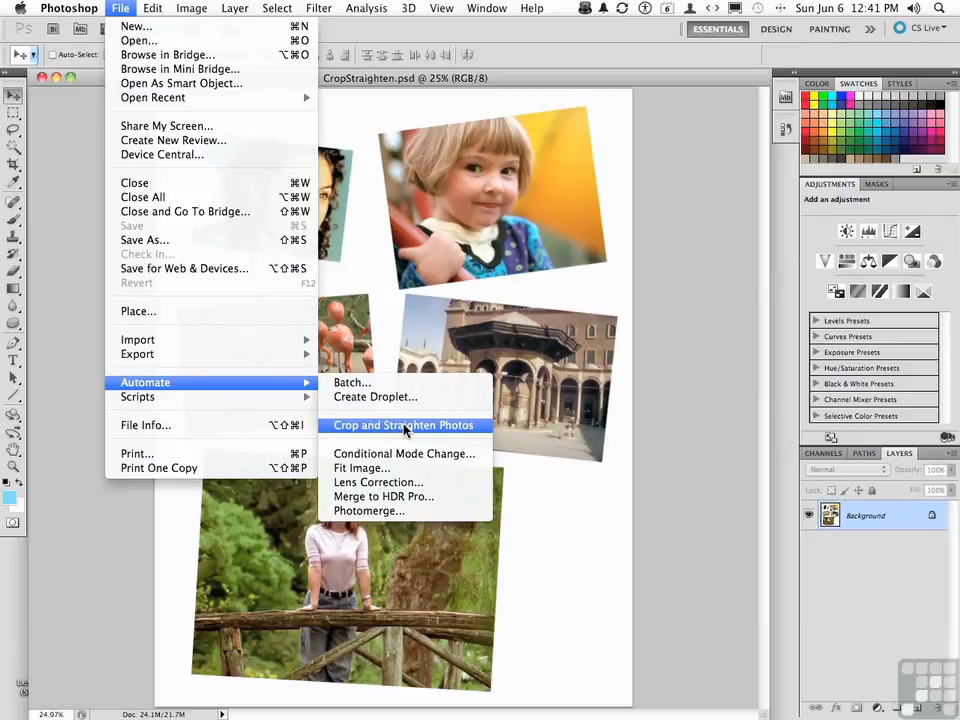 Photoshop File Edit Image Layer Select Filter Analysis 3D View Window Help Sun Jun 6 12:41 PM
Ps Br Mb ESSENTIALS DESIGN PAINTING CS Live
Auto-Select:
CropStraighten.psd @ 25% (RGB/8)
New... ⌘N
Open... ⌘O
Browse in Bridge... ⌥⌘O
Browse in Mini Bridge...
Open As Smart Object...
Open Recent
Share My Screen...
Create New Review...
Device Central...
Close ⌘W
Close All ⌥⌘W
Close and Go To Bridge... ⇧⌘W
Save ⌘S
Save As... ⇧⌘S
Check In...
Save for Web & Devices... ⌥⇧⌘S
Revert F12
Place...
Import
Export
Automate
Scripts
File Info... ⌥⇧⌘I
Print... ⌘P
Print One Copy ⌥⇧⌘P
Batch...
Create Droplet...
Crop and Straighten Photos
Conditional Mode Change...
Fit Image...
Lens Correction...
Merge to HDR Pro...
Photomerge...
COLOR SWATCHES STYLES
ADJUSTMENTS MASKS
Add an adjustment
Levels Presets
Curves Presets
Exposure Presets
Hue/Saturation Presets
Black & White Presets
Channel Mixer Presets
Selective Color Presets
CHANNELS PATHS LAYERS
Normal Opacity: 100%
Lock: Fill: 100%
Background
24.97% Doc: 24.1M/21.7M